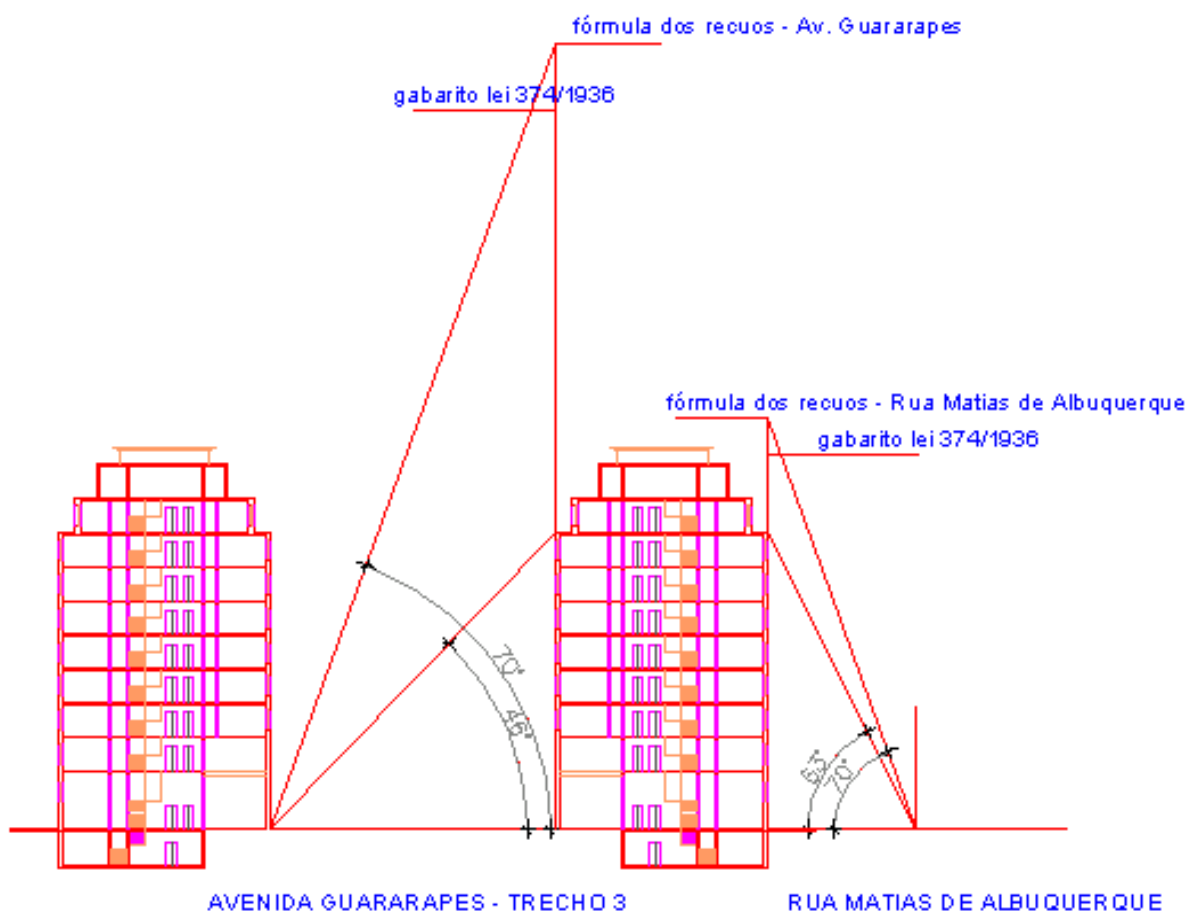 fórmula dos recuos - Av. Guararapes
gabarito lei 374/1936
fórmula dos recuos - Rua Matias de Albuquerque
gabarito lei 374/1936
70°
46°
63°
70°
AVENIDA GUARARAPES - TRECHO 3
RUA MATIAS DE ALBUQUERQUE